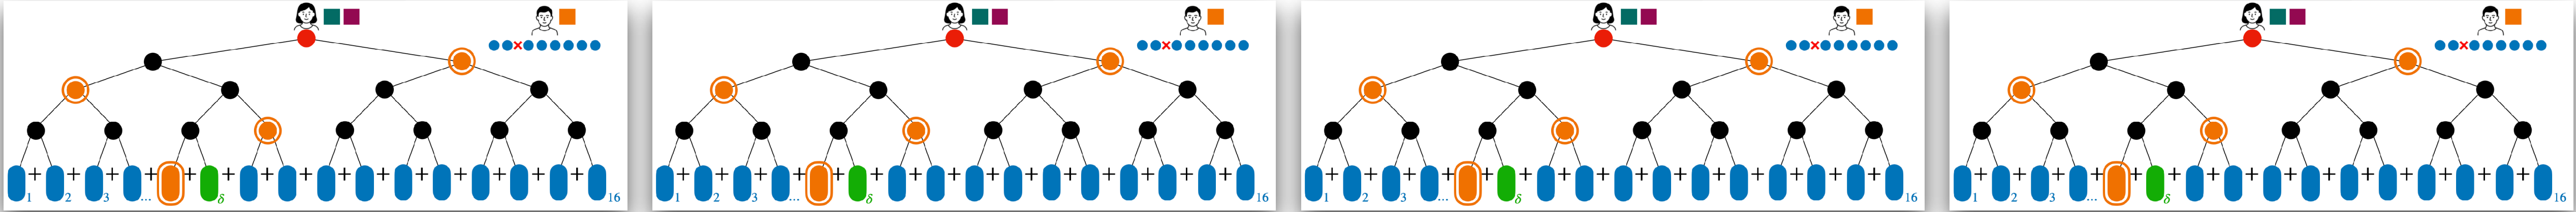 + + + + + + + + + + + + + + +
1 2 3 ... δ 16
+ + + + + + + + + + + + + + +
1 2 3 ... δ 16
+ + + + + + + + + + + + + + +
1 2 3 ... δ 16
+ + + + + + + + + + + + + + +
1 2 3 ... δ 16